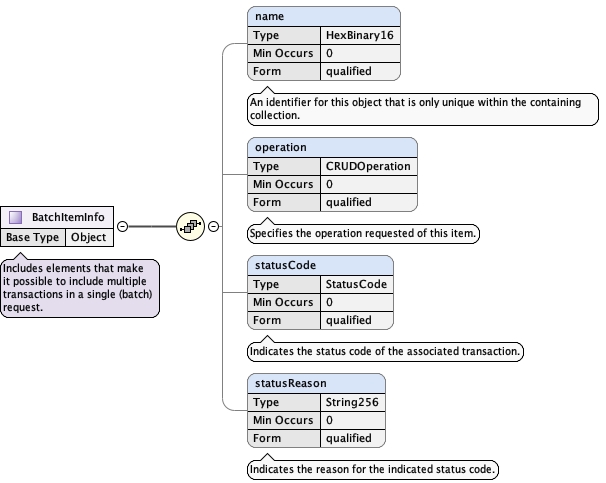 name
Type HexBinary16
Min Occurs 0
Form qualified
An identifier for this object that is only unique within the containing
collection.
operation
Type CRUDOperation
Min Occurs 0
Form qualified
Specifies the operation requested of this item.
BatchItemInfo
Base Type Object
Includes elements that make
it possible to include multiple
transactions in a single (batch)
request.
statusCode
Type StatusCode
Min Occurs 0
Form qualified
Indicates the status code of the associated transaction.
statusReason
Type String256
Min Occurs 0
Form qualified
Indicates the reason for the indicated status code.